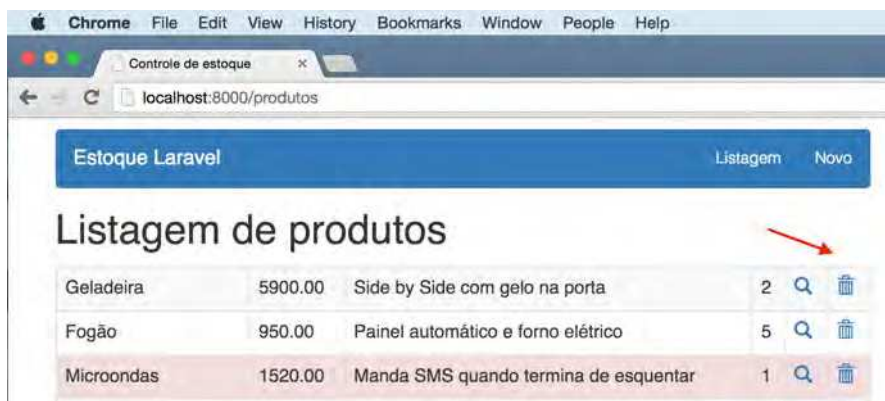 Chrome File Edit View History Bookmarks Window People Help
Controle de estoque
localhost:8000/produtos
Estoque Laravel Listagem Novo
Listagem de produtos
Geladeira 5900.00 Side by Side com gelo na porta 2
Fogão 950.00 Painel automático e forno elétrico 5
Microondas 1520.00 Manda SMS quando termina de esquentar 1